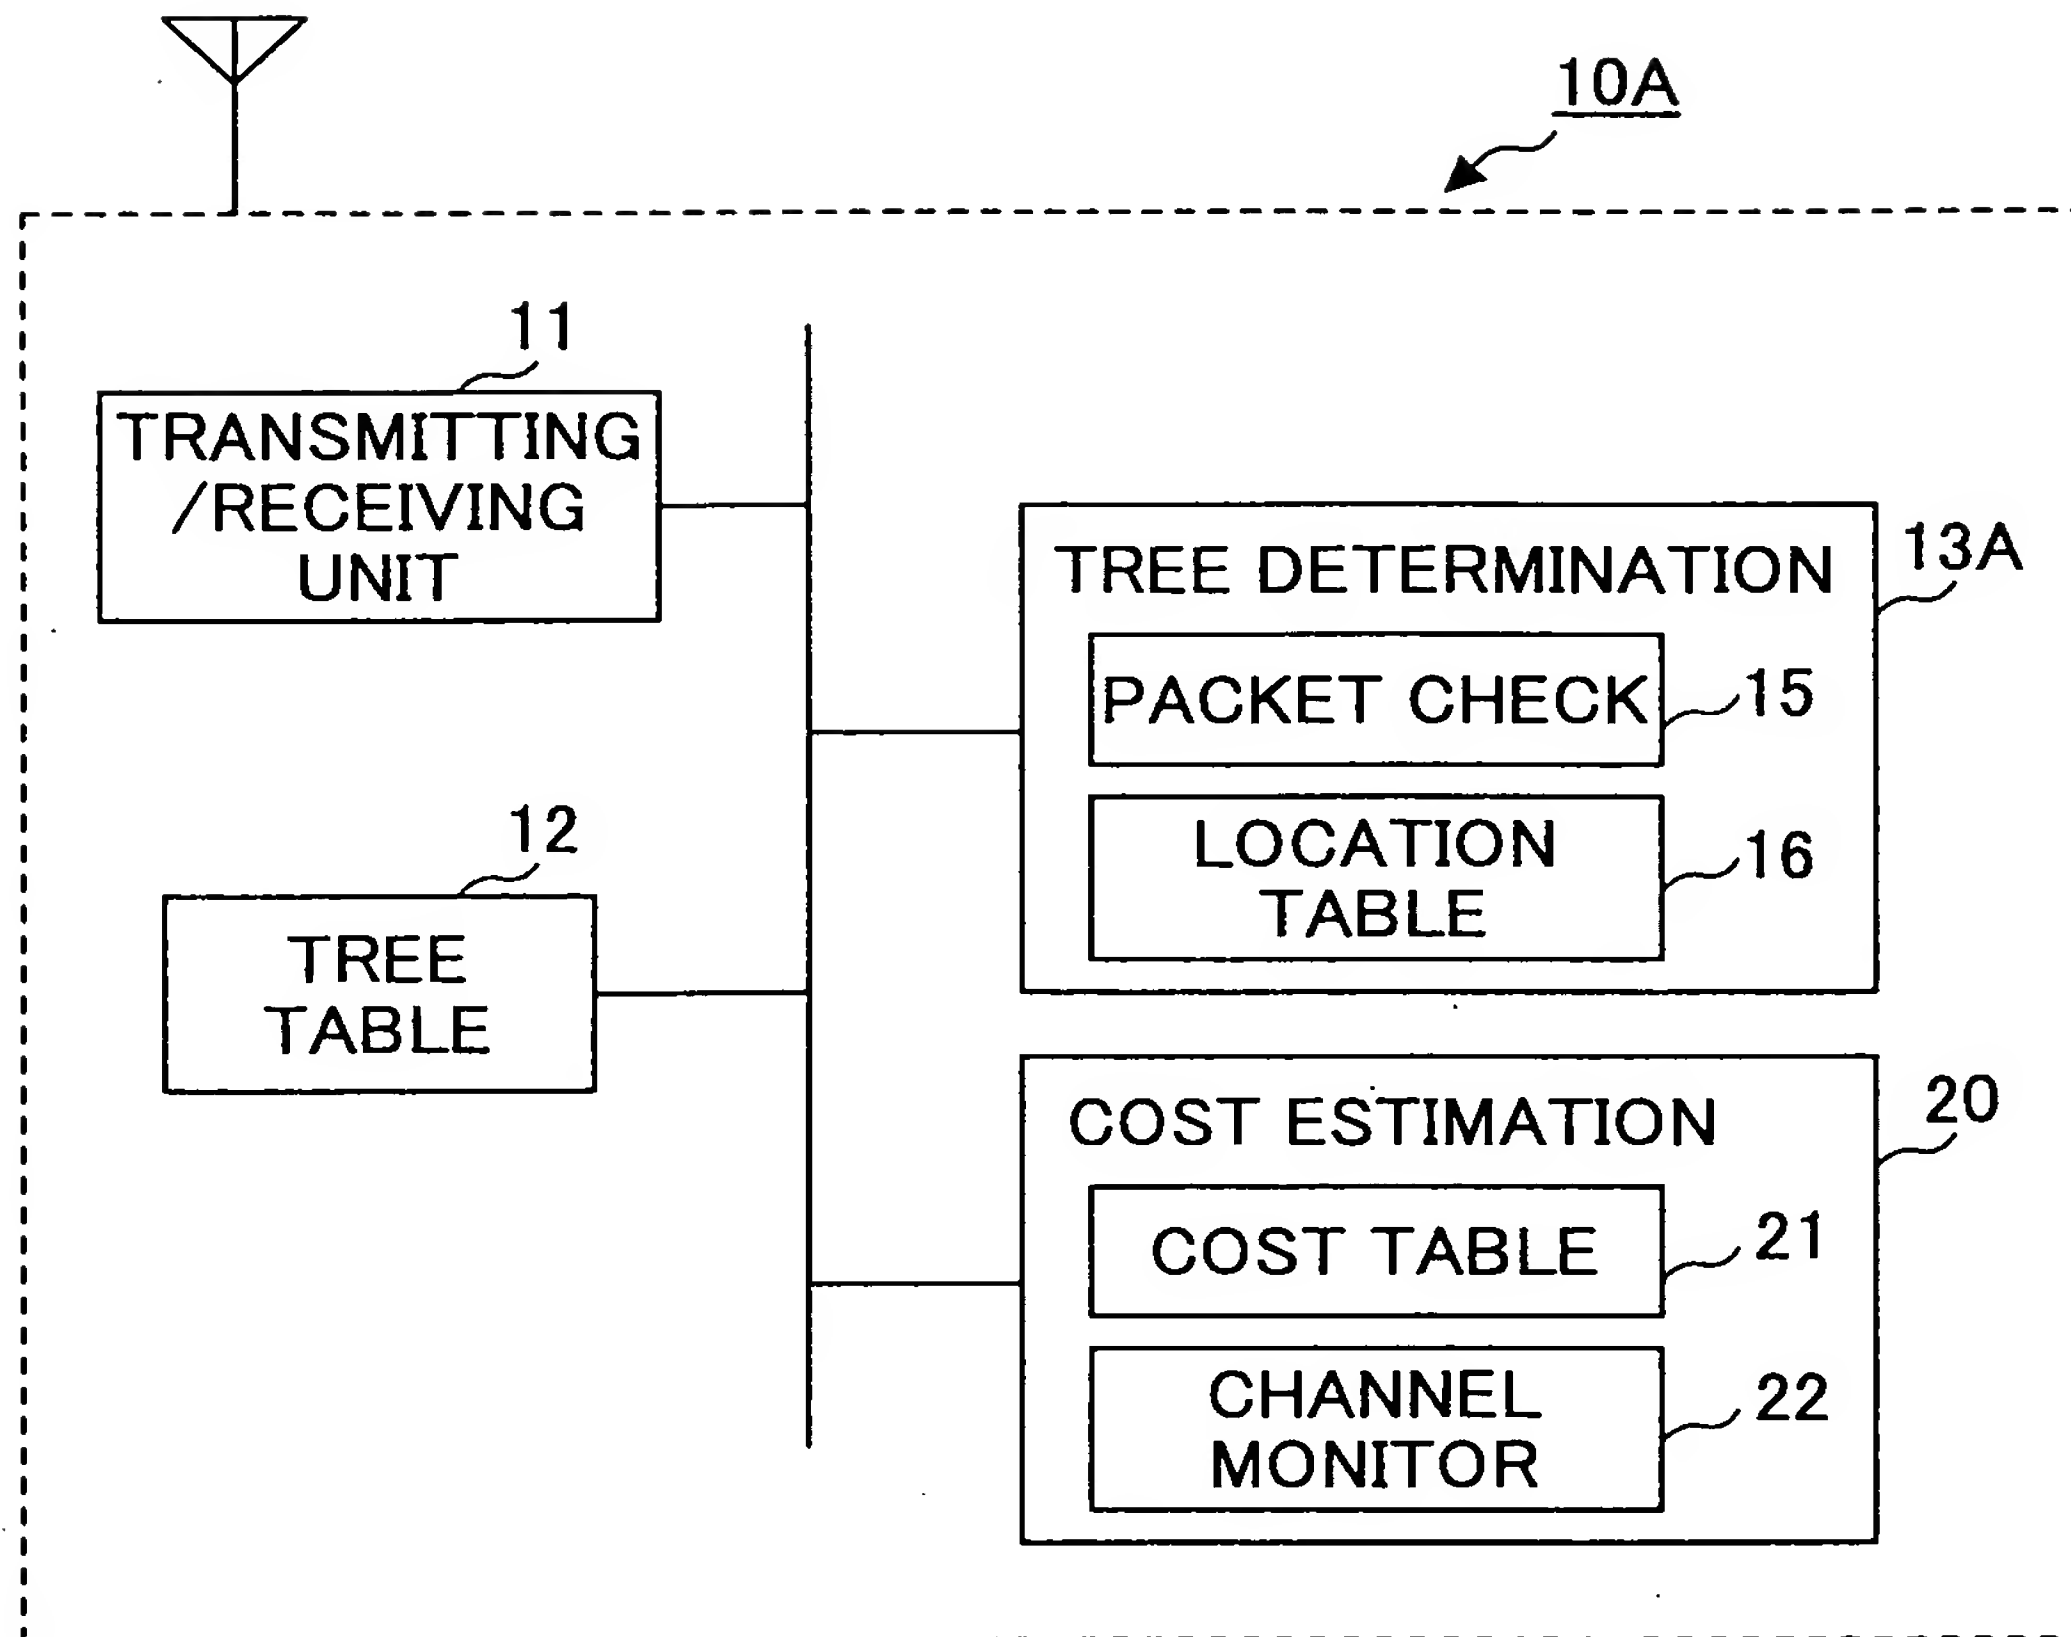 10A
11
TRANSMITTING
/RECEIVING
UNIT
12
TREE
TABLE
13A
TREE DETERMINATION
PACKET CHECK
15
LOCATION
TABLE
16
20
COST ESTIMATION
COST TABLE
21
CHANNEL
MONITOR
22